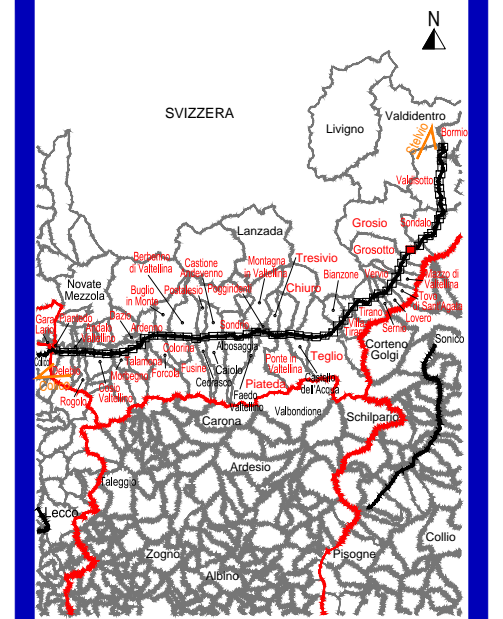 N
SVIZZERA
Valdidentro
Livigno
Bormio
Stelvio
Valdisotto
Grosio
Sondalo
Lanzada
Grosotto
Berbenno
di Valtellina
Castione
Andevenno
Montagna
in Valtellina
Tresivio
Bianzone
Vervio
Mazzo di
Valtellina
Novate
Mezzola
Buglio
in Monte
Postalesio
Poggiridenti
Chiuro
Tovo
di Sant'Agata
Gera
Lario
Piantedo
Dazio
Ardenno
Sondrio
Tirano
Villa di
Tirano
Lovero
Sernio
Andalo
Valtellino
Colorina
Albosaggia
Teglio
Corteno
Golgi
Sonico
Colico
Delebio
Talamona
Fusine
Caiolo
Ponte in
Valtellina
Morbegno
Forcola
Cedrasco
Piateda
Castello
dell'Acqua
Rogolo
Cosio
Valtellino
Faedo
Valtellino
Valbondione
Schilpario
Carona
Ardesio
Taleggio
Lecco
Collio
Zogno
Pisogne
Albino